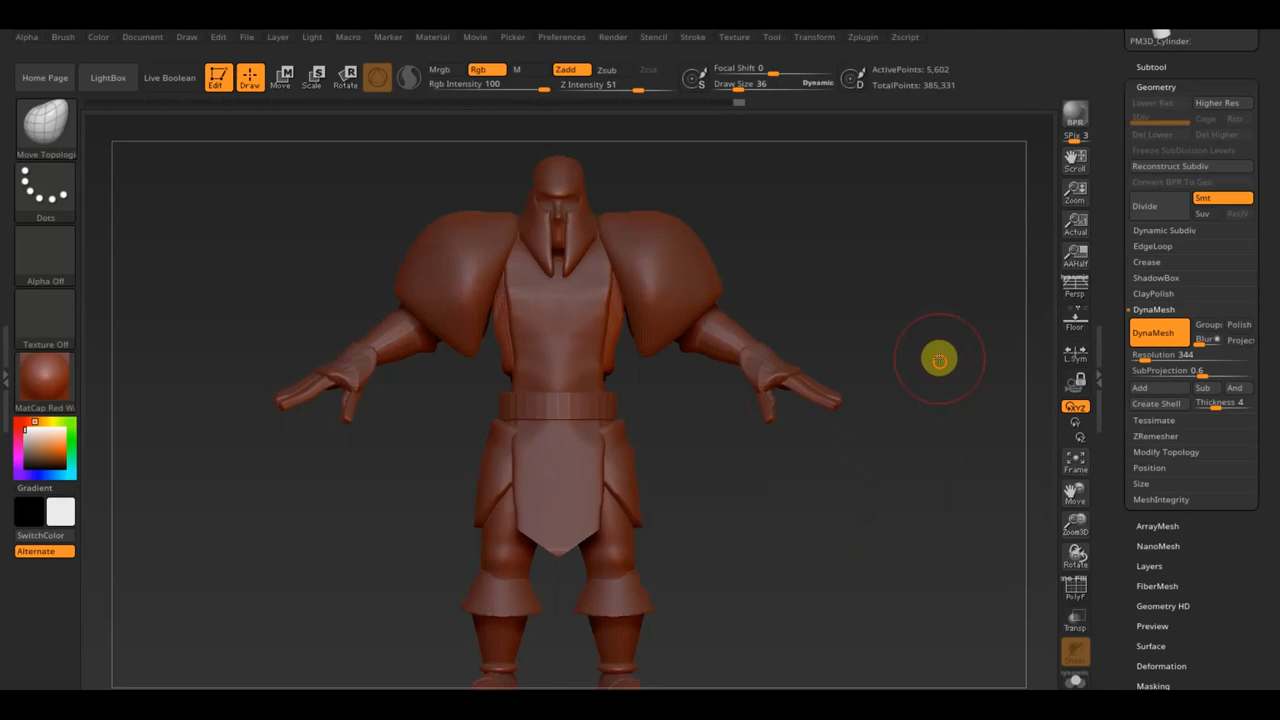 Alpha Brush Color Document Draw Edit File Layer Light Macro Marker Material Movie Picker Preferences Render Stencil Stroke Texture Tool Transform Zplugin Zscript
PM3D_Cylinder.
Home Page LightBox Live Boolean Edit Draw Move Scale Rotate
Mrgb Rgb M Zadd Zsub Zcut
Rgb Intensity 100 Z Intensity 51
S Focal Shift 0
Draw Size 36 Dynamic D
ActivePoints: 5,602
TotalPoints: 385,331
Move Topologi
Dots
Alpha Off
Texture Off
MatCap Red Wa
Gradient
SwitchColor
Alternate
BPR
SPix 3
Scroll
Zoom
Actual
AAHalf
Dynamic
Persp
Floor
L.Sym
XYZ
Y
Z
Frame
Move
Zoom3D
Rotate
PolyF
Transp
Subtool
Geometry
Lower Res Higher Res
SDiv Cage Rstr
Del Lower Del Higher
Freeze SubDivision Levels
Reconstruct Subdiv
Convert BPR To Geo
Divide Smt
Suv ReUV
Dynamic Subdiv
EdgeLoop
Crease
ShadowBox
ClayPolish
DynaMesh
DynaMesh Group: Polish
Blur Projec
Resolution 344
SubProjection 0.6
Add Sub And
Create Shell Thickness 4
Tessimate
ZRemesher
Modify Topology
Position
Size
MeshIntegrity
ArrayMesh
NanoMesh
Layers
FiberMesh
Geometry HD
Preview
Surface
Deformation
Masking